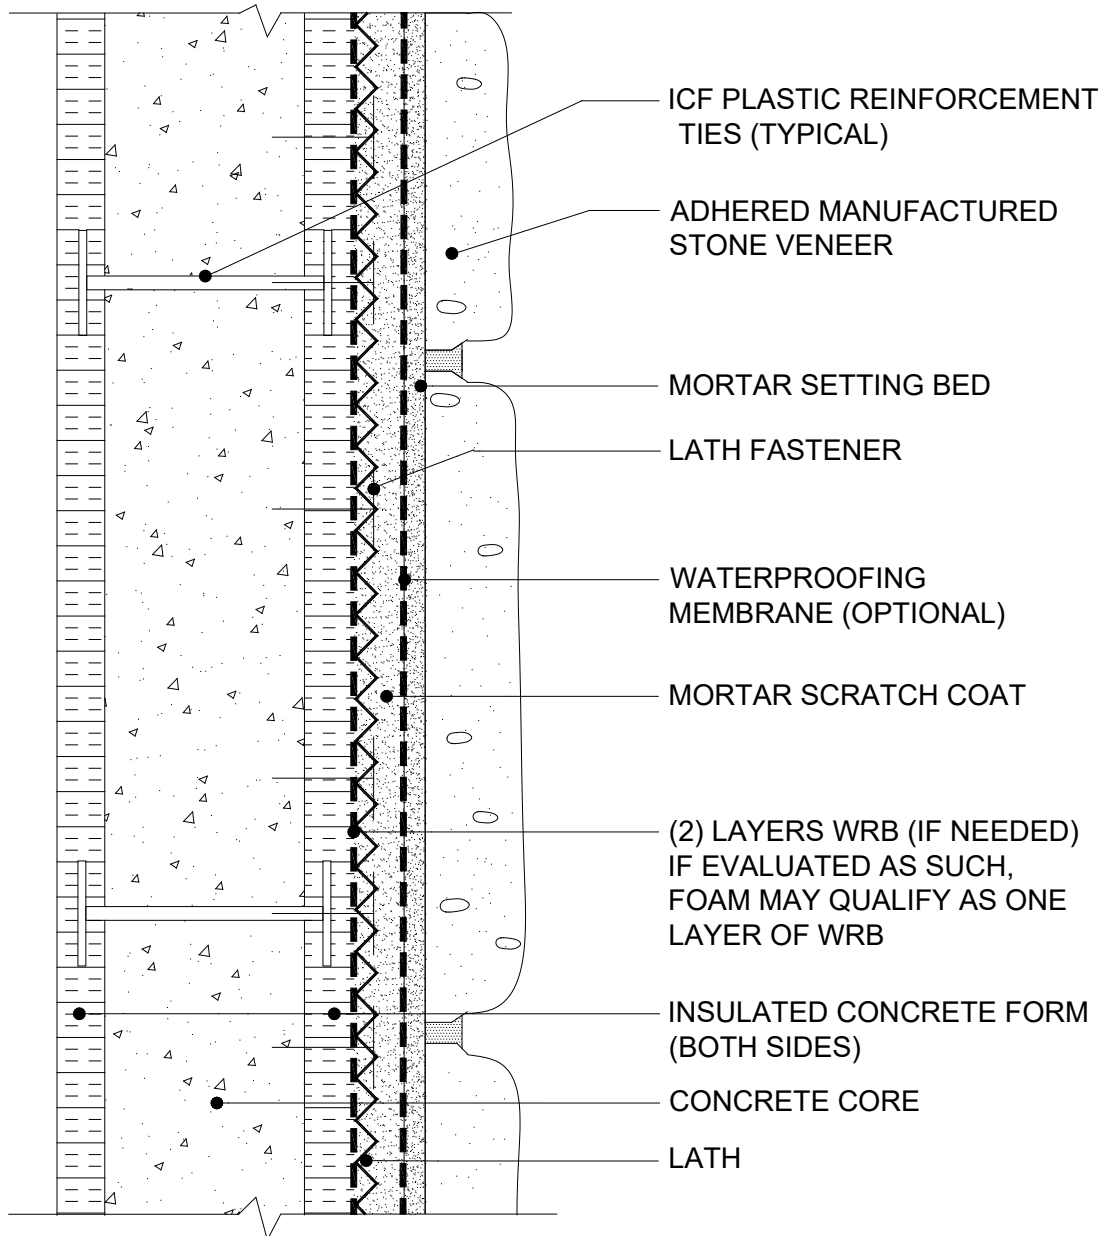 ICF PLASTIC REINFORCEMENT
TIES (TYPICAL)
ADHERED MANUFACTURED
STONE VENEER
MORTAR SETTING BED
LATH FASTENER
WATERPROOFING
MEMBRANE (OPTIONAL)
MORTAR SCRATCH COAT
(2) LAYERS WRB (IF NEEDED)
IF EVALUATED AS SUCH,
FOAM MAY QUALIFY AS ONE
LAYER OF WRB
INSULATED CONCRETE FORM
(BOTH SIDES)
CONCRETE CORE
LATH